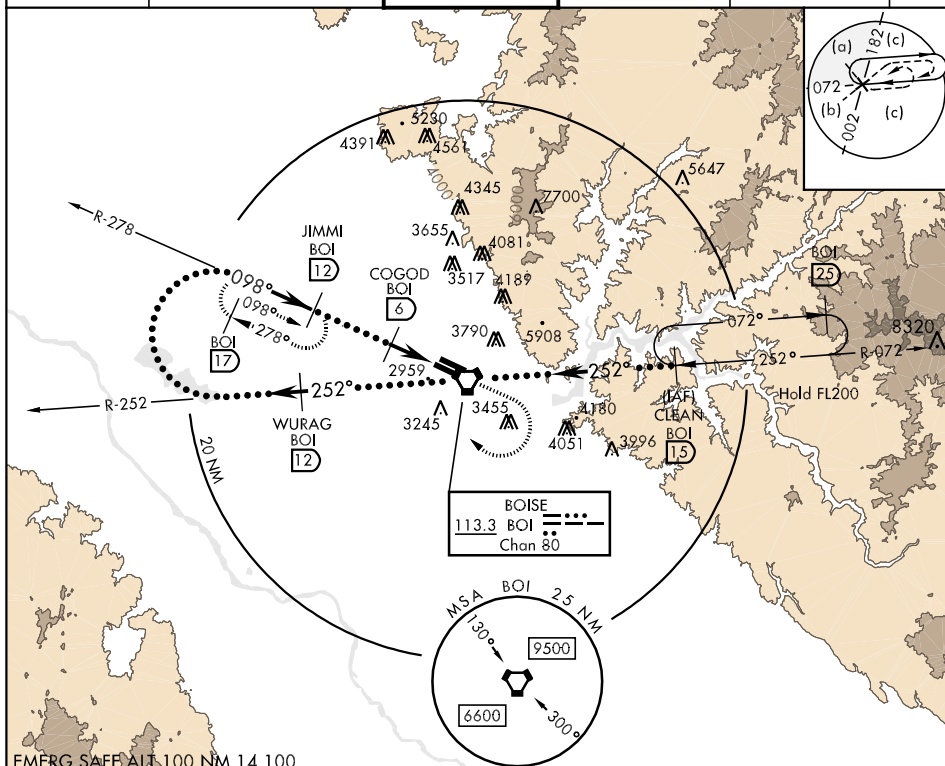 (a)
(c)
182
072
(b)
(c)
002
5230
4391
4561
4000
4345
6000
7700
5647
R-278
JIMMI
BOI
12
3655
4081
3517
COGOD
BOI
6
4189
BOI
25
098°
098°
278°
BOI
17
3790
5908
072°
8320
2959
252°
R-072
252°
252°
R-252
WURAG
BOI
12
3245
3455
4180
4051
(IAF)
CLEAN
BOI
15
Hold FL200
3996
20 NM
BOISE
113.3 BOI
Chan 80
MSA BOI 25 NM
130°
9500
6600
300°
EMERG SAFE ALT 100 NM 14,100